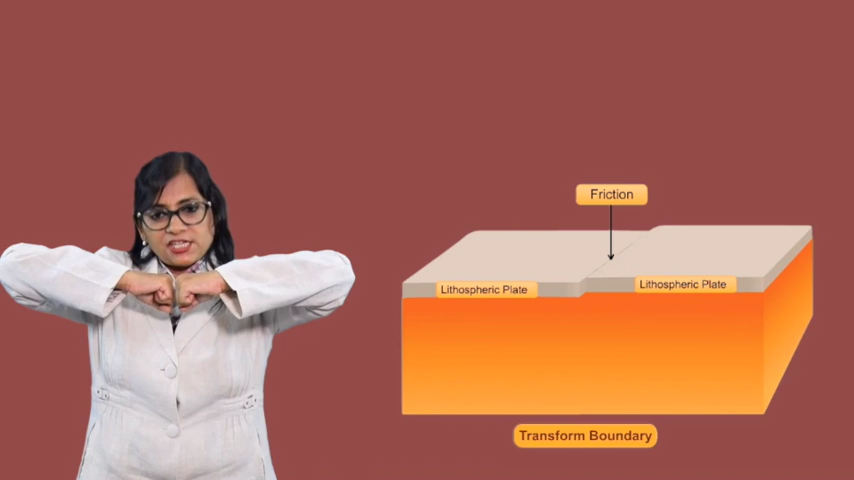 Friction
Lithospheric Plate
Lithospheric Plate
Transform Boundary